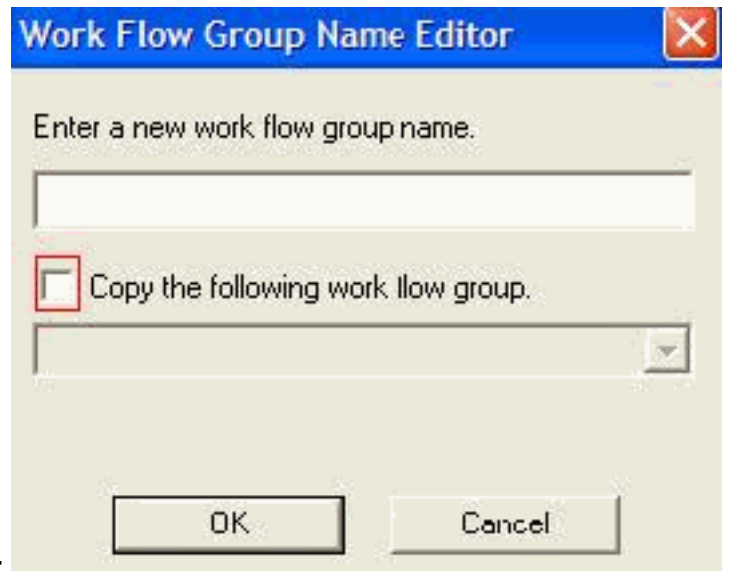 Work Flow Group Name Editor
Enter a new work flow group name.
Copy the following work flow group.
OK
Cancel